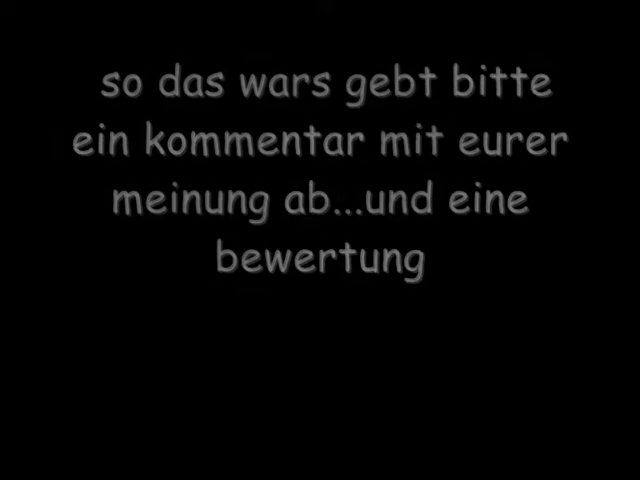 so das wars gebt bitte
ein kommentar mit eurer
meinung ab...und eine
bewertung